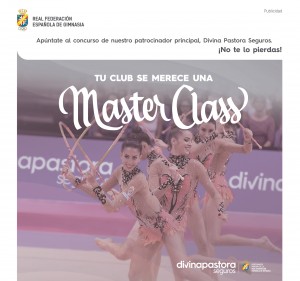 REAL FEDERACIÓN
ESPAÑOLA DE GIMNASIA
Publicidad
Apúntate al concurso de nuestro patrocinador principal, Divina Pastora Seguros.
¡No te lo pierdas!
TU CLUB SE MERECE UNA
Master Class
divinapastora
divinap
divinapastora
seguros